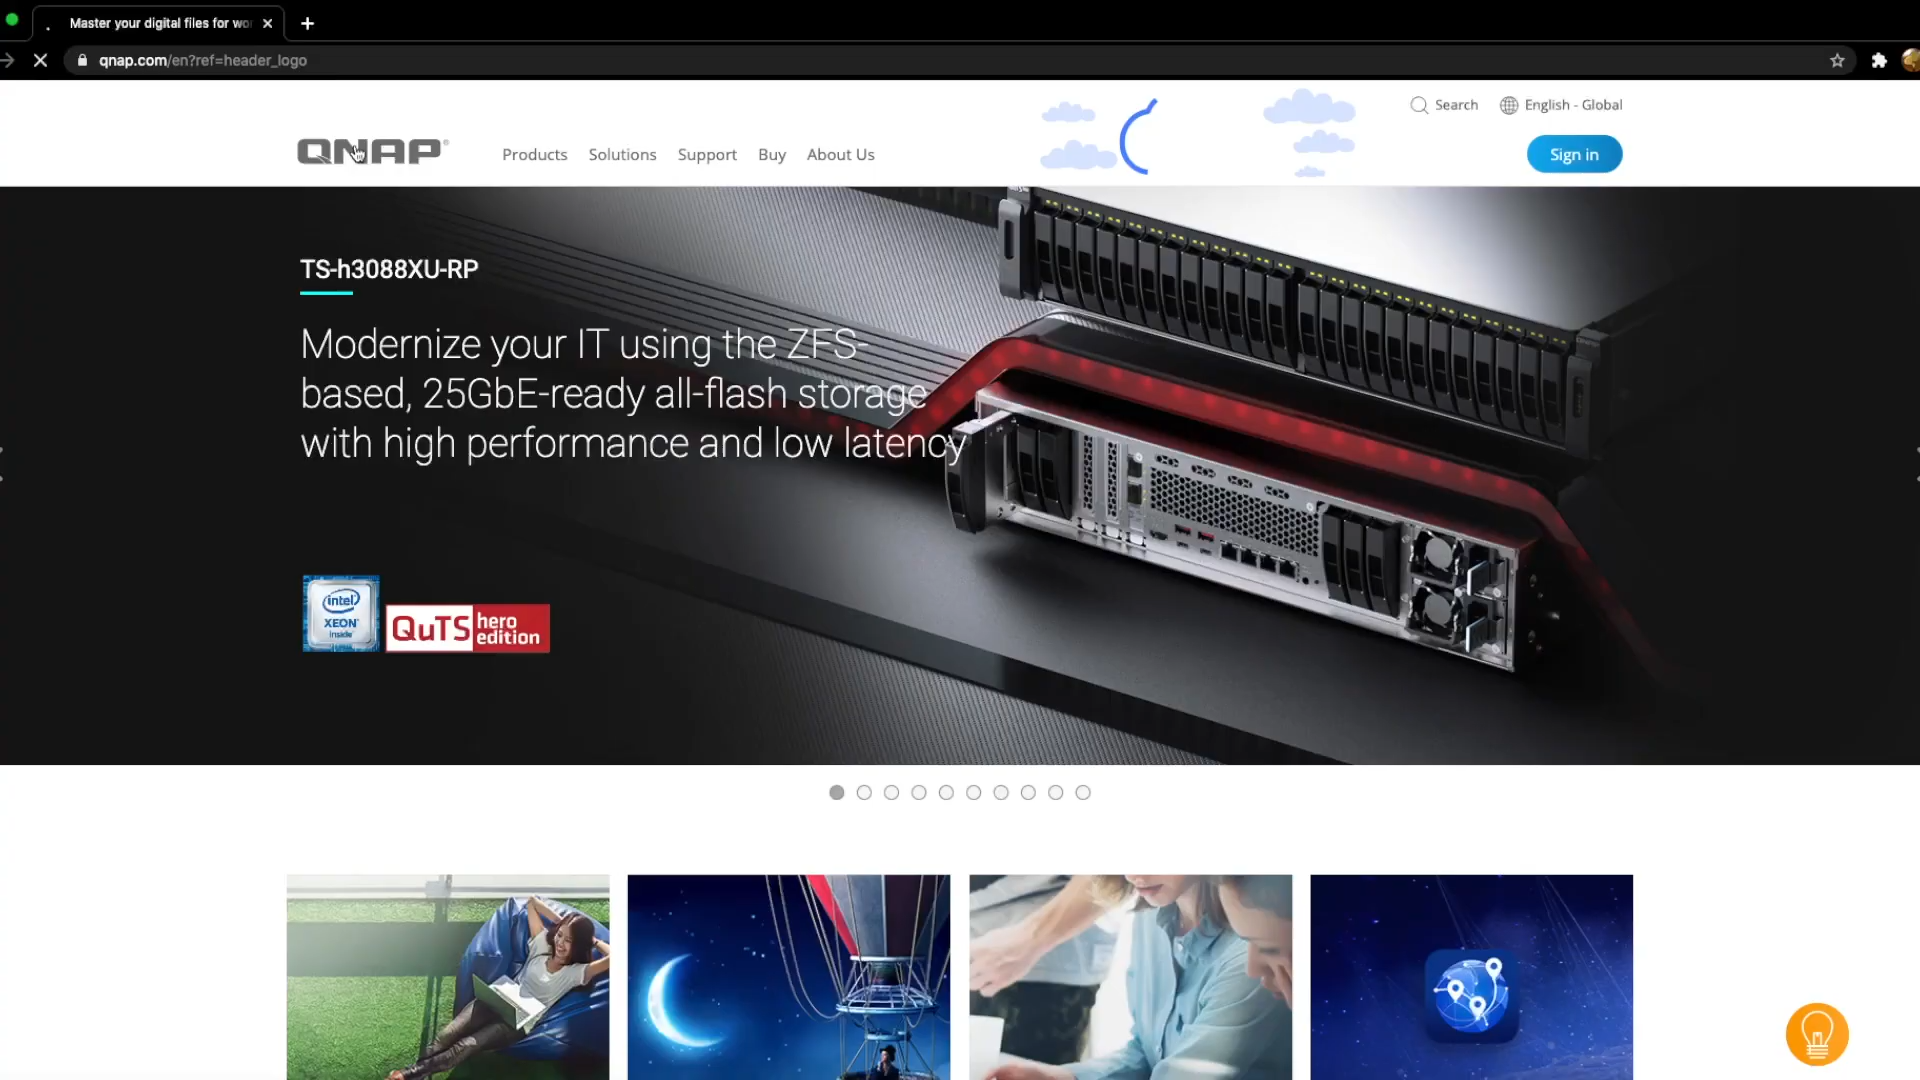 Master your digital files for wo
qnap.com/en?ref=header_logo
Search
English - Global
QNAP
Products
Solutions
Support
Buy
About Us
Sign in
TS-h3088XU-RP
Modernize your IT using the ZFS-
based, 25GbE-ready all-flash storage
with high performance and low latency
intel
XEON
inside
QuTS hero
edition